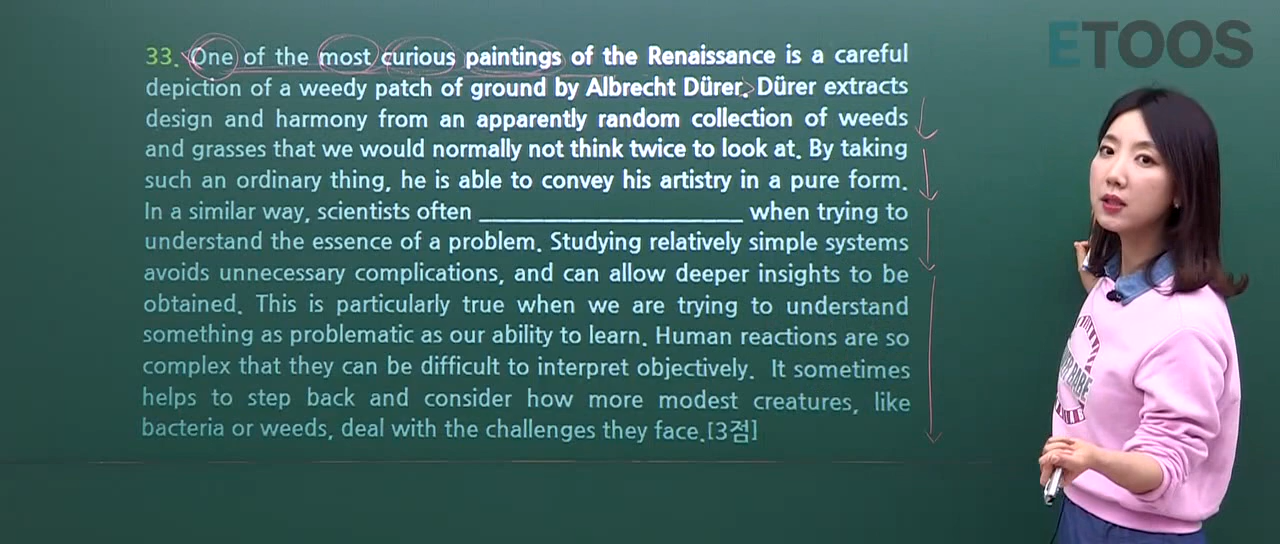 ETOOS
33. One of the most curious paintings of the Renaissance is a careful
depiction of a weedy patch of ground by Albrecht Dürer. Dürer extracts
design and harmony from an apparently random collection of weeds
and grasses that we would normally not think twice to look at. By taking
such an ordinary thing, he is able to convey his artistry in a pure form.
In a similar way, scientists often ______________________ when trying to
understand the essence of a problem. Studying relatively simple systems
avoids unnecessary complications, and can allow deeper insights to be
obtained. This is particularly true when we are trying to understand
something as problematic as our ability to learn. Human reactions are so
complex that they can be difficult to interpret objectively. It sometimes
helps to step back and consider how more modest creatures, like
bacteria or weeds, deal with the challenges they face.[3점]